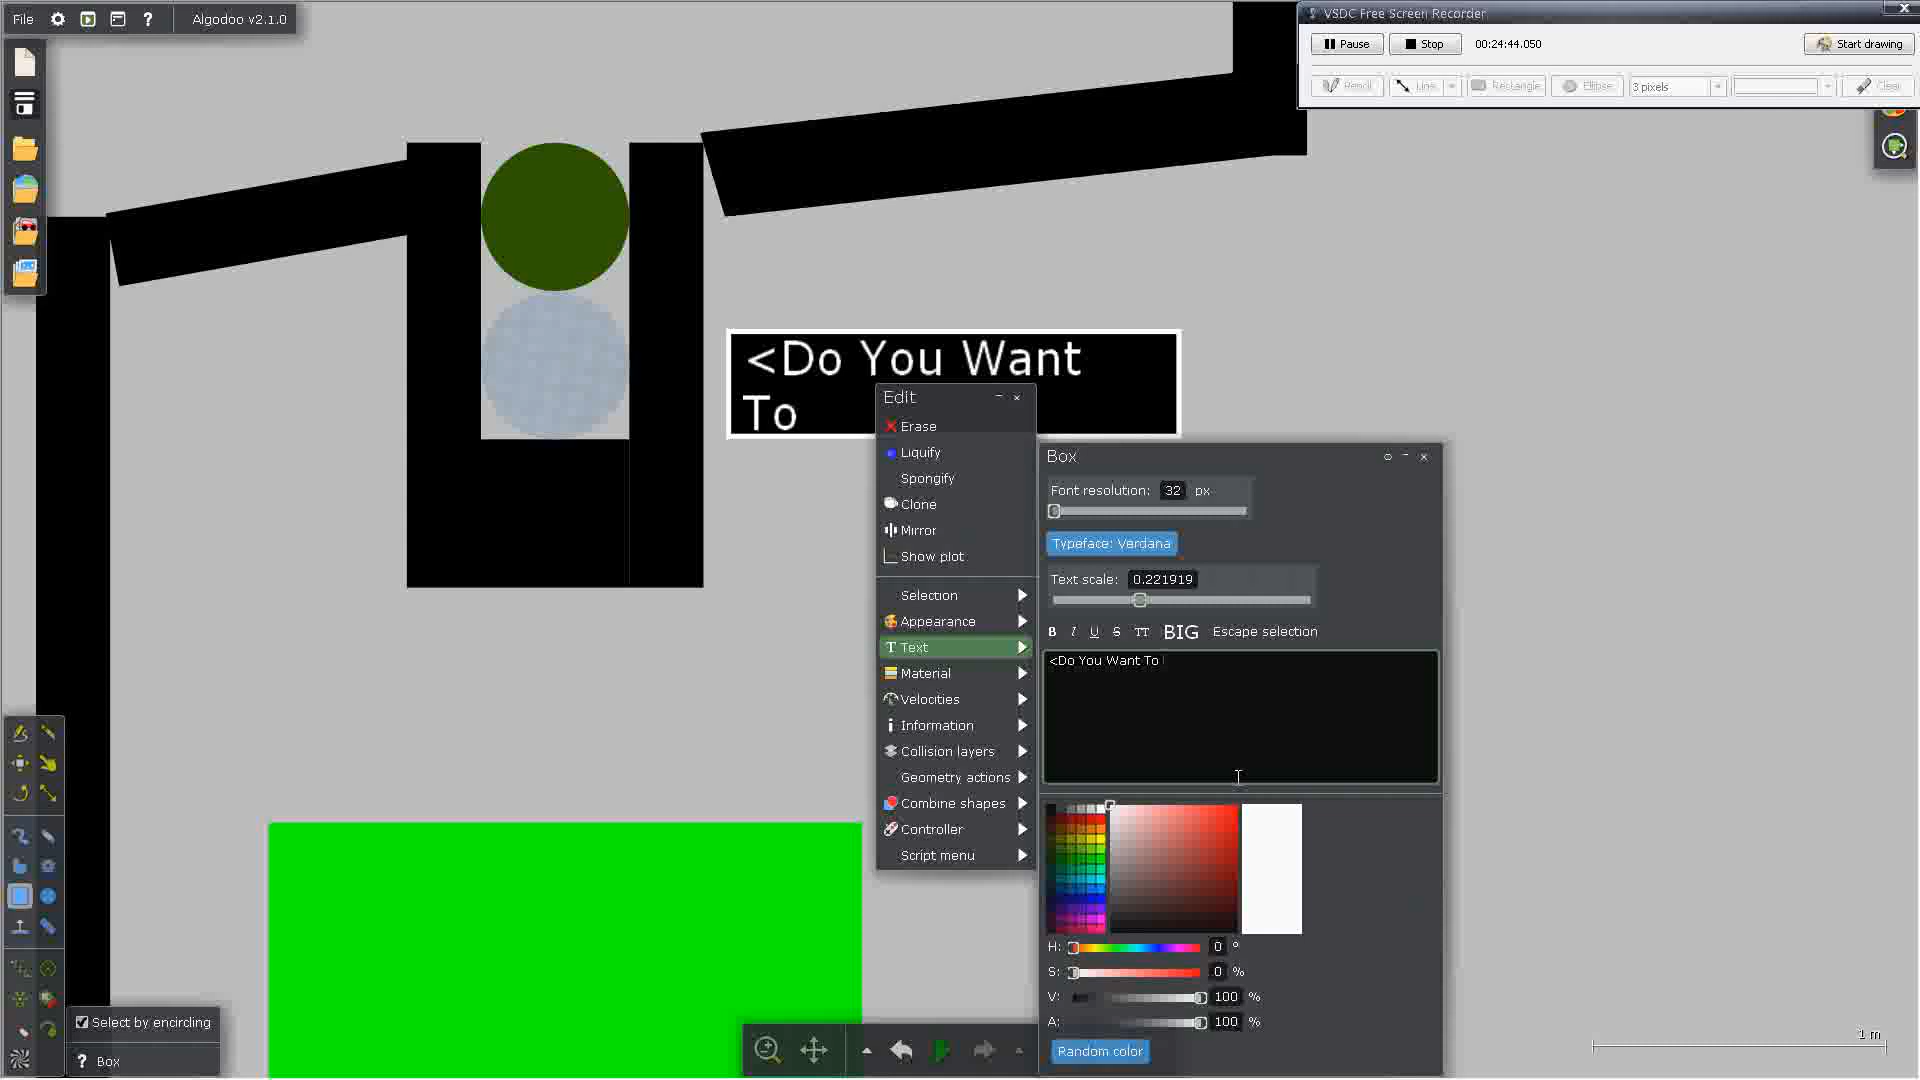 File
?
Algodoo v2.1.0
VSDC Free Screen Recorder
Pause
Stop
00:24:44.050
Start drawing
Pencil
Line
Rectangle
Ellipse
3 pixels
Clear
<Do You Want
To
Edit
Erase
Liquify
Spongify
Clone
Mirror
Show plot
Selection
Appearance
Text
Material
Velocities
Information
Collision layers
Geometry actions
Combine shapes
Controller
Script menu
Box
Font resolution: 32 px
Typeface: Verdana
Text scale: 0.221919
B I U S TT BIG Escape selection
<Do You Want To
H: 0 °
S: 0 %
V: 100 %
A: 100 %
Random color
Select by encircling
? Box
1 m